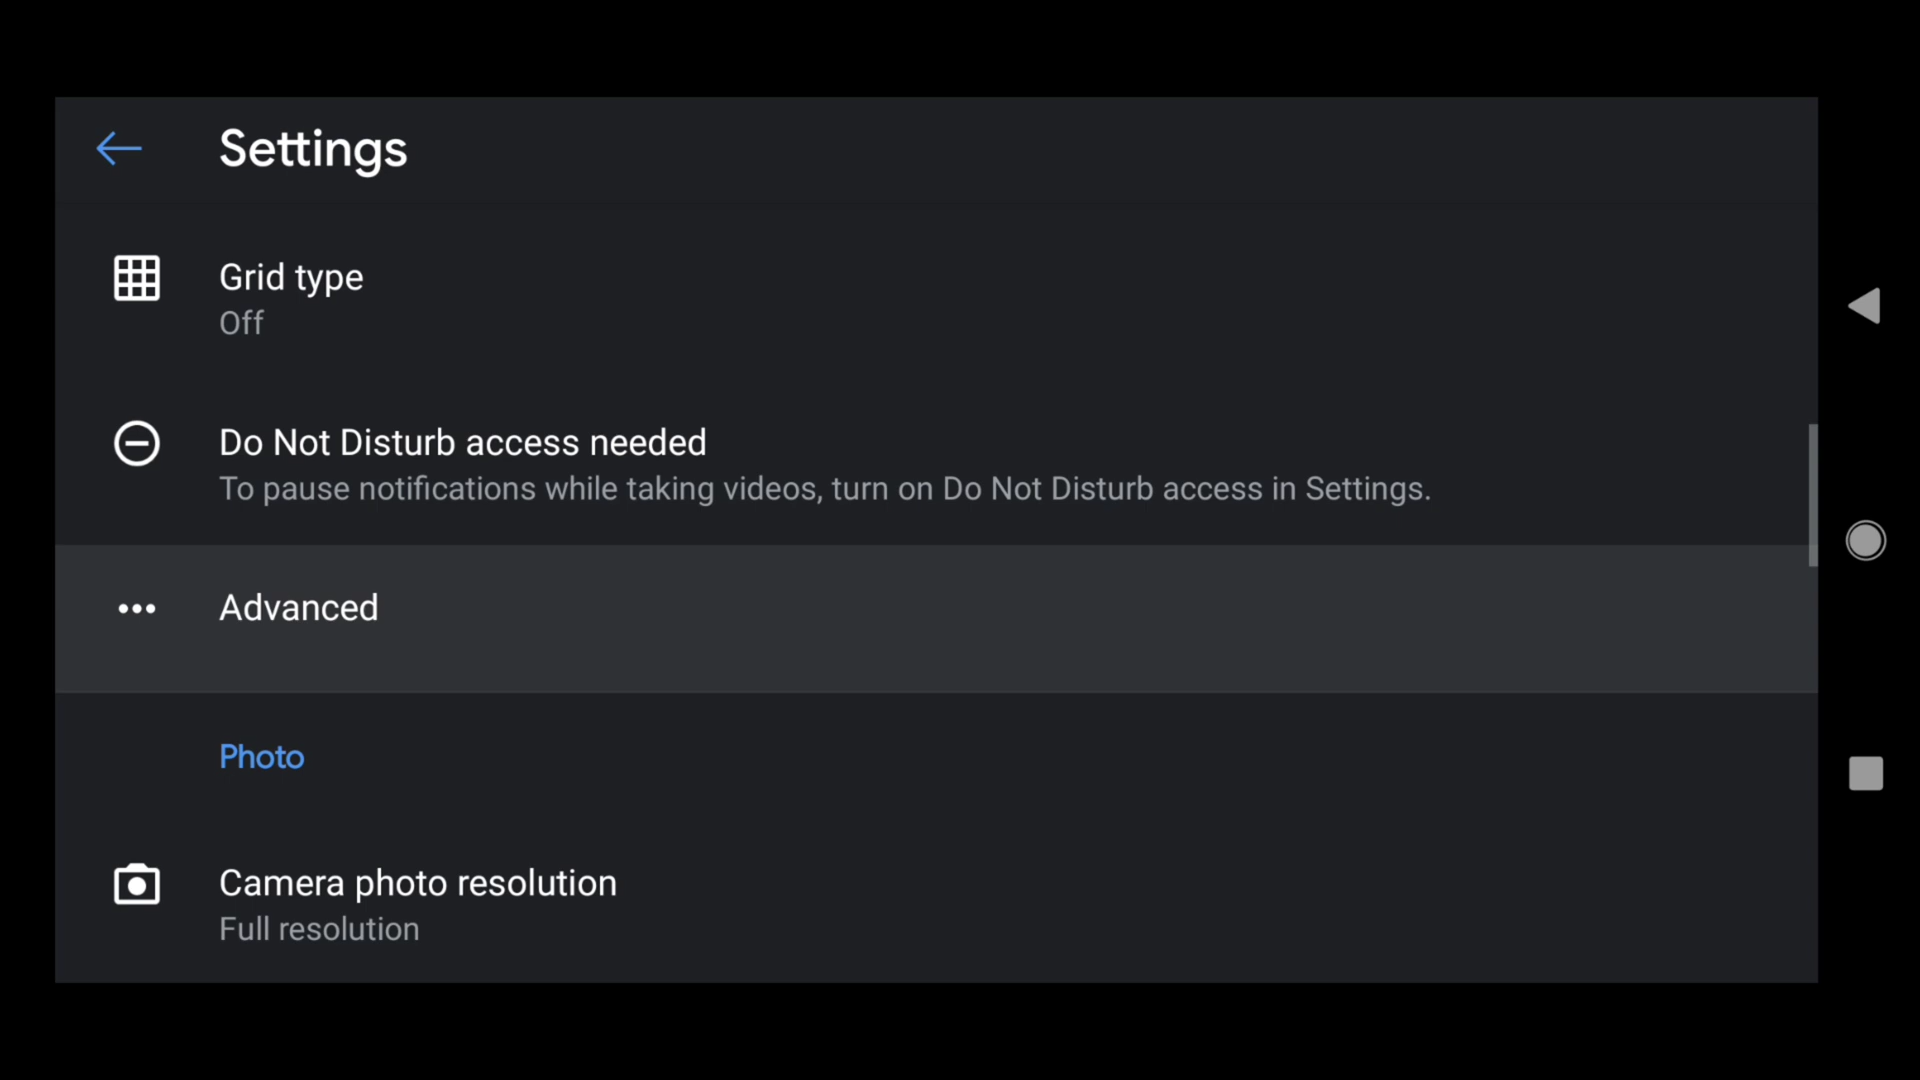 Settings
Grid type
Off
Do Not Disturb access needed
To pause notifications while taking videos, turn on Do Not Disturb access in Settings.
Advanced
Photo
Camera photo resolution
Full resolution